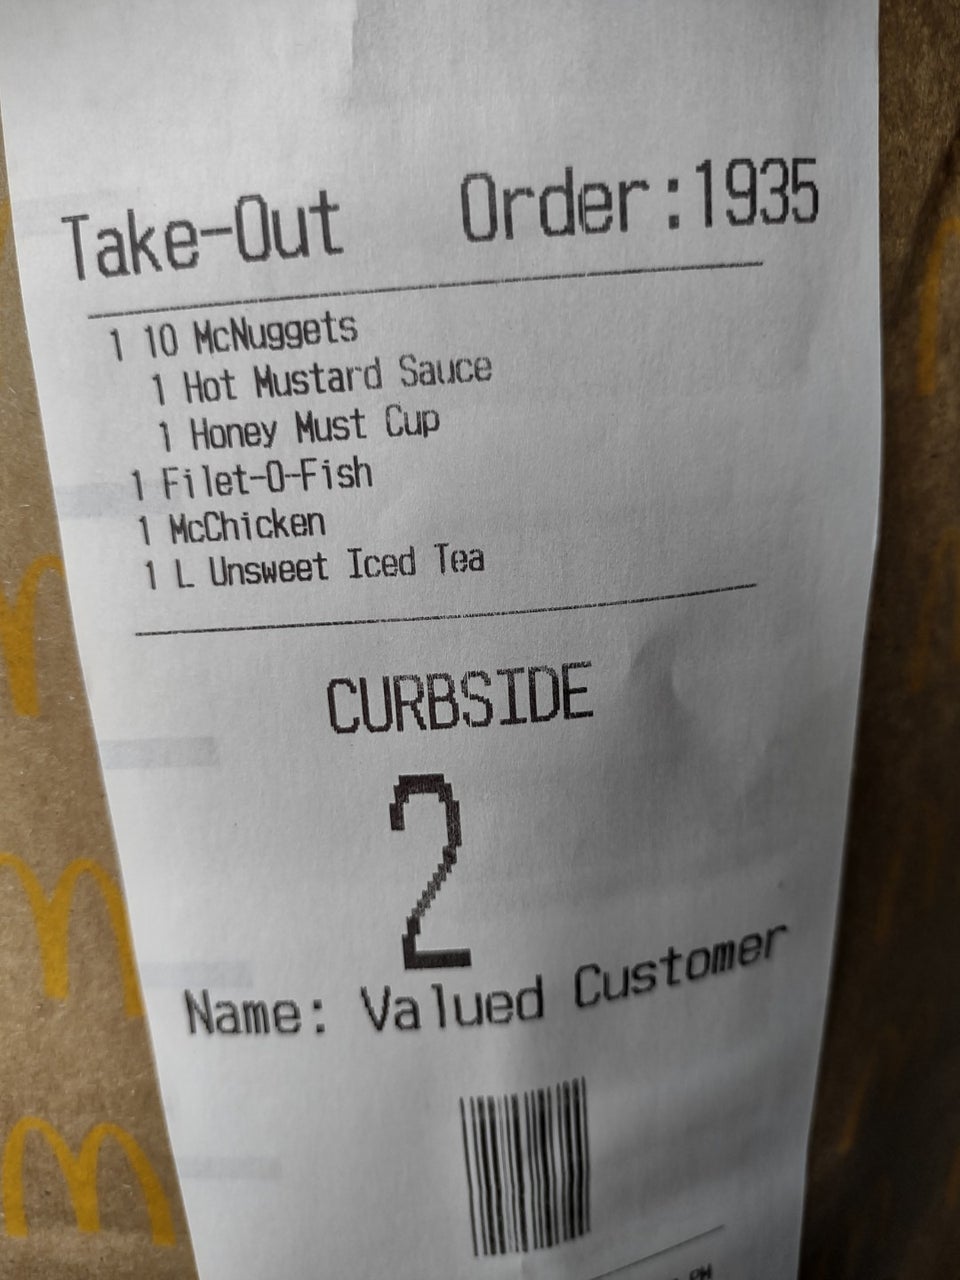 Take-Out Order:1935
1 10 McNuggets
1 Hot Mustard Sauce
1 Honey Must Cup
1 Filet-O-Fish
1 McChicken
1 L Unsweet Iced Tea
CURBSIDE
2
Name: Valued Customer